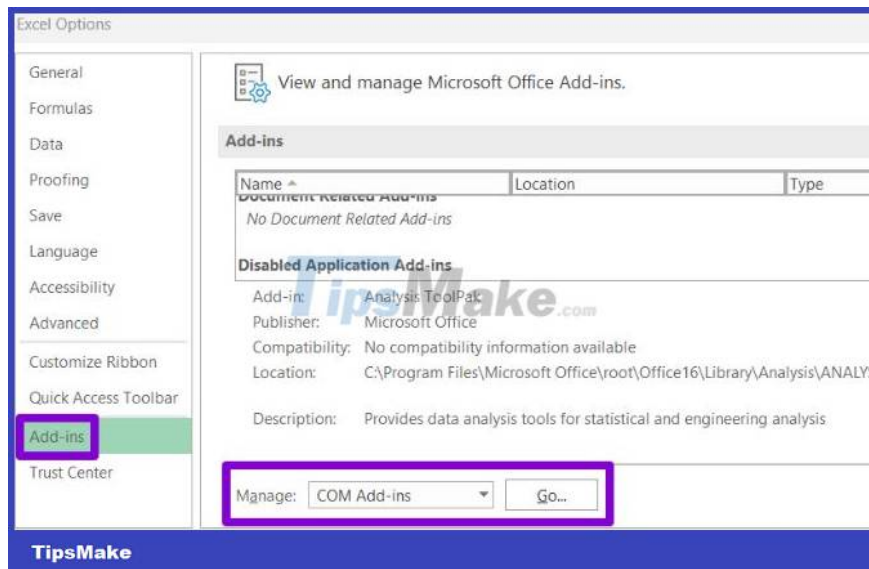 Excel Options
General
Formulas
Data
Proofing
Save
Language
Accessibility
Advanced
Customize Ribbon
Quick Access Toolbar
Add-ins
Trust Center
View and manage Microsoft Office Add-ins.
Add-ins
Name Location Type
Document Related Add-ins
No Document Related Add-ins
Disabled Application Add-ins
TipsMake.com
Add-in: Analysis ToolPak
Publisher: Microsoft Office
Compatibility: No compatibility information available
Location: C:\Program Files\Microsoft Office\root\Office16\Library\Analysis\ANALY
Description: Provides data analysis tools for statistical and engineering analysis
Manage: COM Add-ins Go...
TipsMake